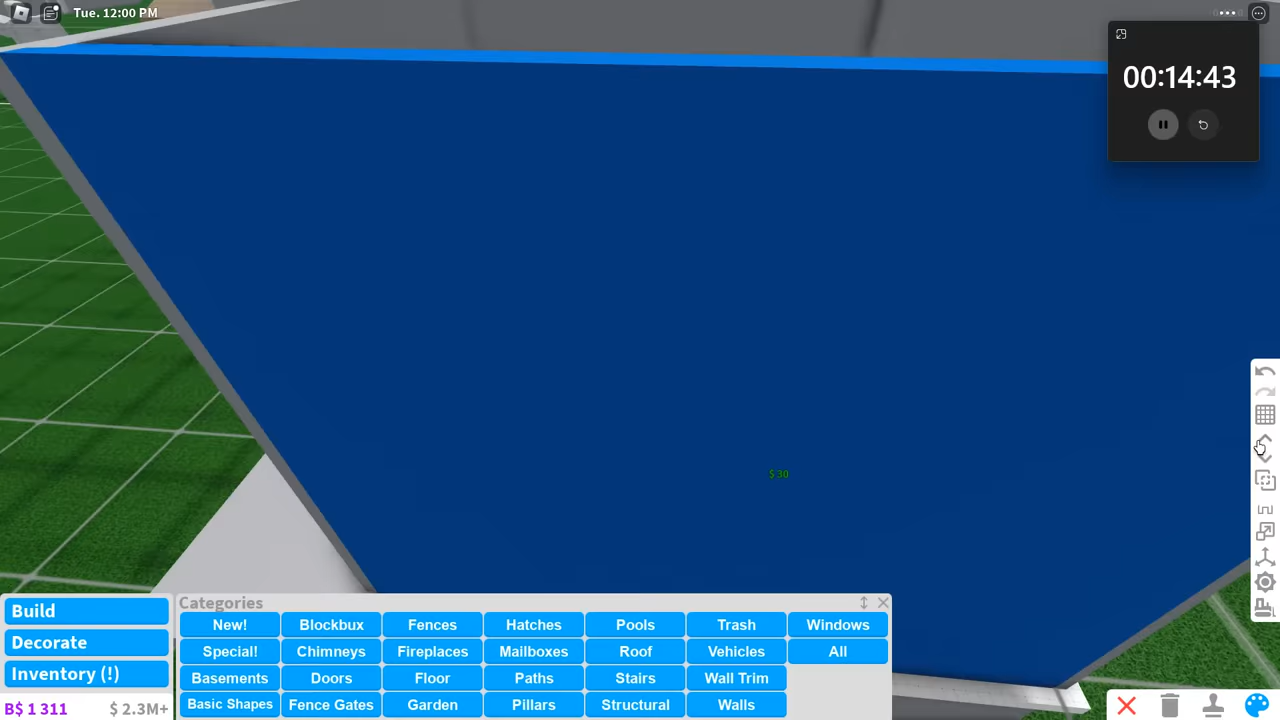 Tue. 12:00 PM
00:14:43
$ 30
Categories
New! Blockbux Fences Hatches Pools Trash Windows
Special! Chimneys Fireplaces Mailboxes Roof Vehicles All
Basements Doors Floor Paths Stairs Wall Trim
Basic Shapes Fence Gates Garden Pillars Structural Walls
Build
Decorate
Inventory (!)
B$ 1 311 $ 2.3M+